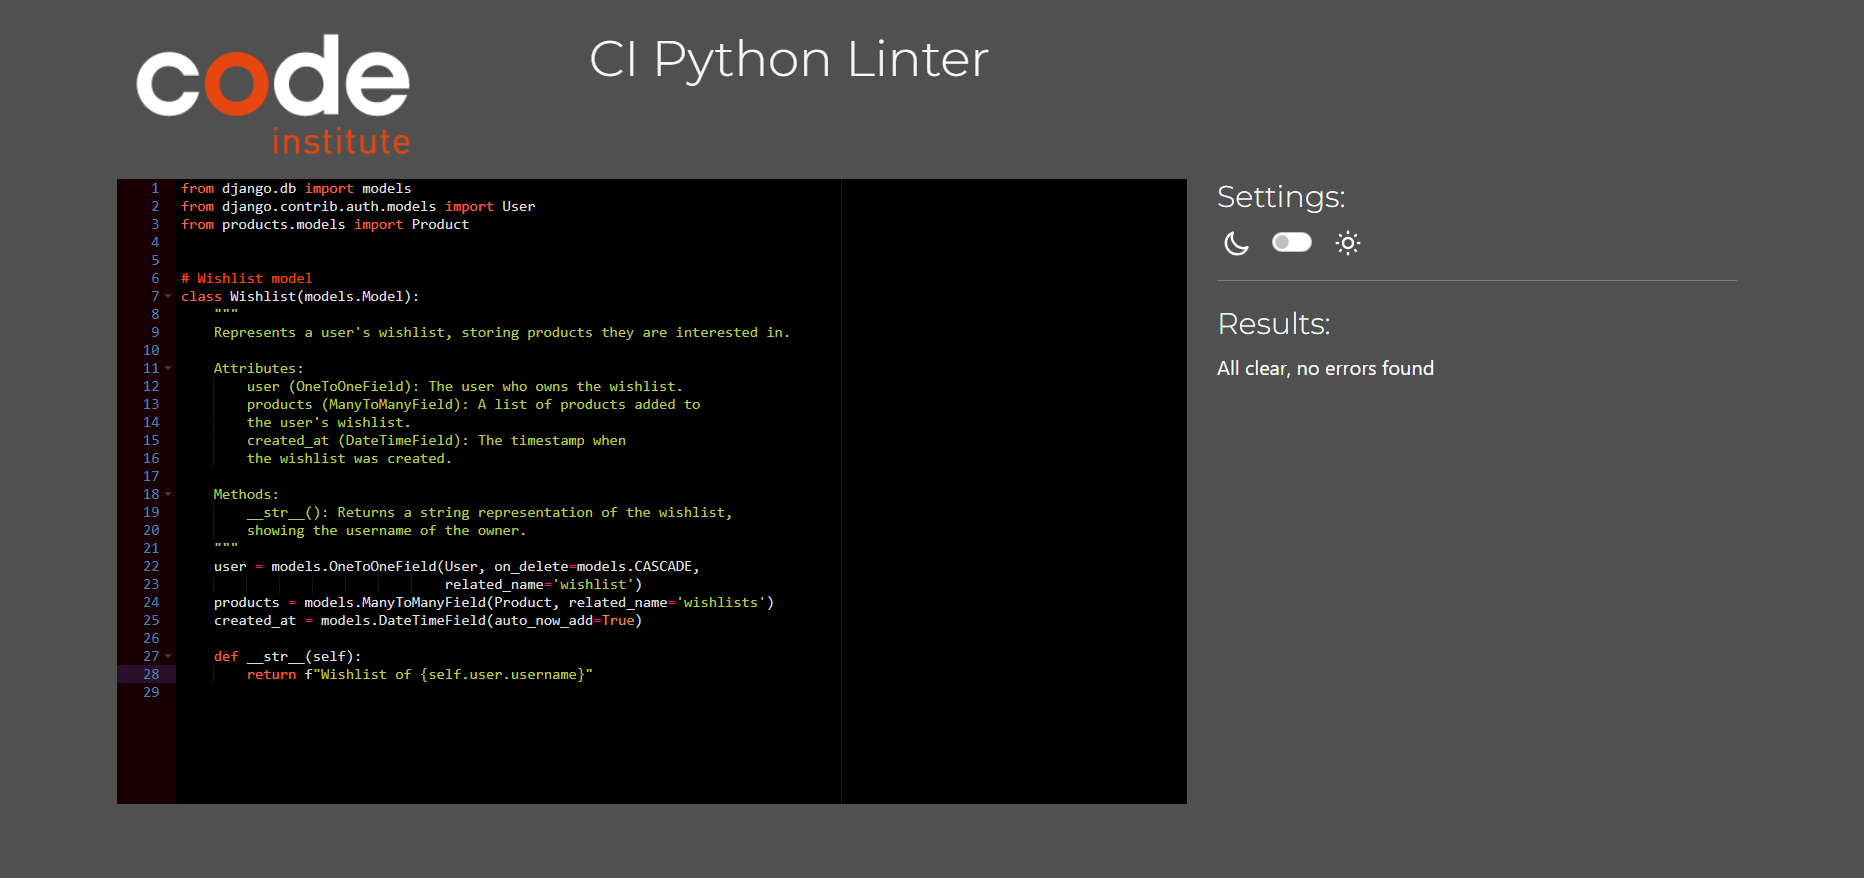 code
institute
CI Python Linter
1 from django.db import models
2 from django.contrib.auth.models import User
3 from products.models import Product
4
5
6 # Wishlist model
7 class Wishlist(models.Model):
8     """
9     Represents a user's wishlist, storing products they are interested in.
10
11     Attributes:
12         user (OneToOneField): The user who owns the wishlist.
13         products (ManyToManyField): A list of products added to
14         the user's wishlist.
15         created_at (DateTimeField): The timestamp when
16         the wishlist was created.
17
18     Methods:
19         __str__(): Returns a string representation of the wishlist,
20         showing the username of the owner.
21     """
22     user = models.OneToOneField(User, on_delete=models.CASCADE,
23                                 related_name='wishlist')
24     products = models.ManyToManyField(Product, related_name='wishlists')
25     created_at = models.DateTimeField(auto_now_add=True)
26
27     def __str__(self):
28         return f"Wishlist of {self.user.username}"
29
Settings:
Results:
All clear, no errors found